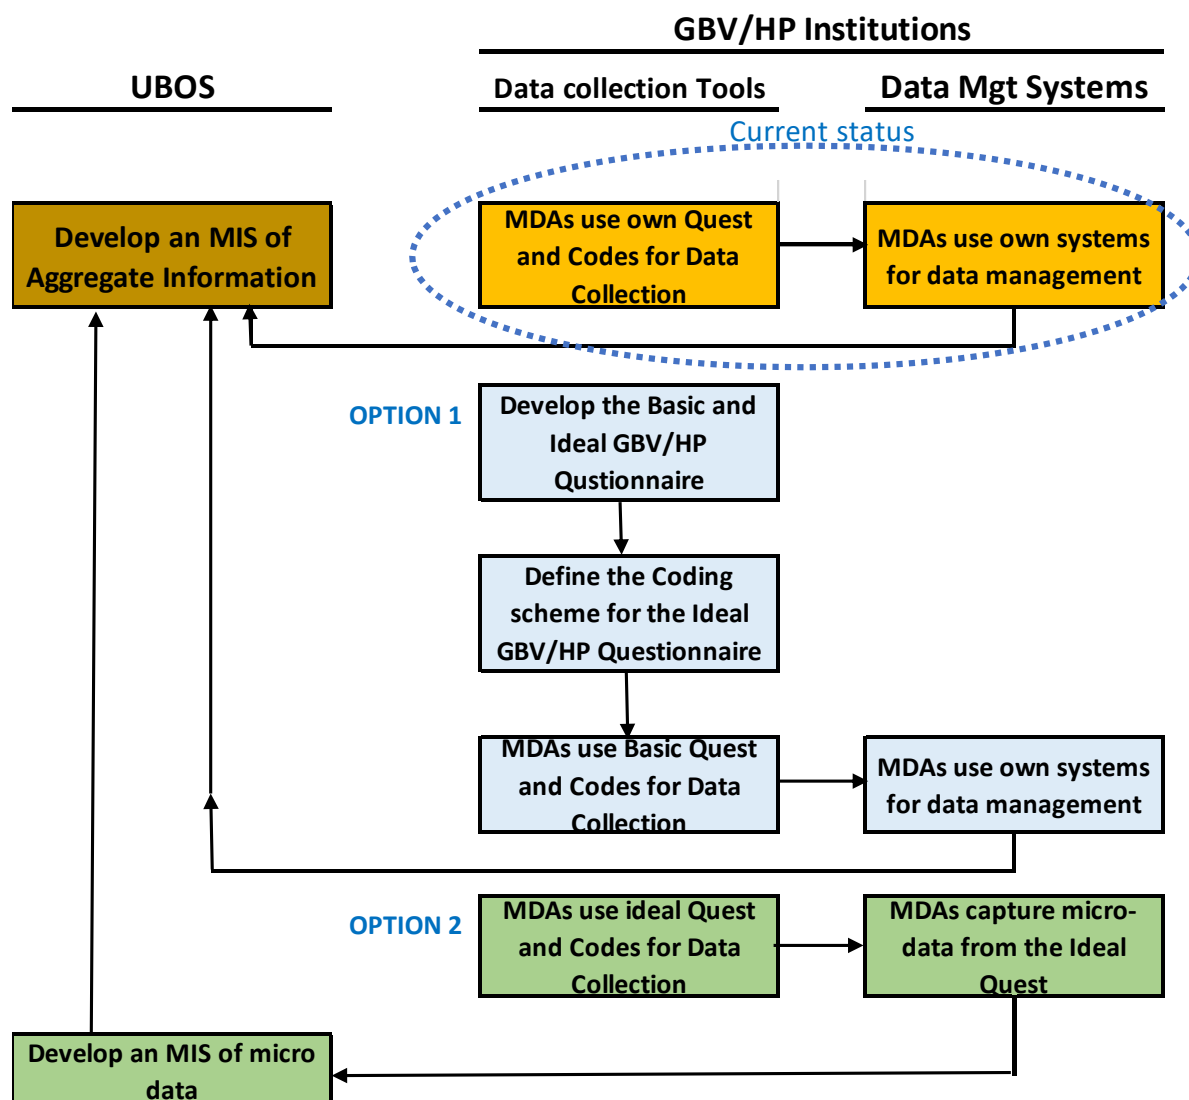 GBV/HP Institutions
UBOS
Data collection Tools
Data Mgt Systems
Current status
Develop an MIS of
Aggregate Information
MDAs use own Quest
and Codes for Data
Collection
MDAs use own systems
for data management
OPTION 1
Develop the Basic and
Ideal GBV/HP
Qustionnaire
Define the Coding
scheme for the Ideal
GBV/HP Questionnaire
MDAs use Basic Quest
and Codes for Data
Collection
MDAs use own systems
for data management
OPTION 2
MDAs use ideal Quest
and Codes for Data
Collection
MDAs capture micro-
data from the Ideal
Quest
Develop an MIS of micro
data